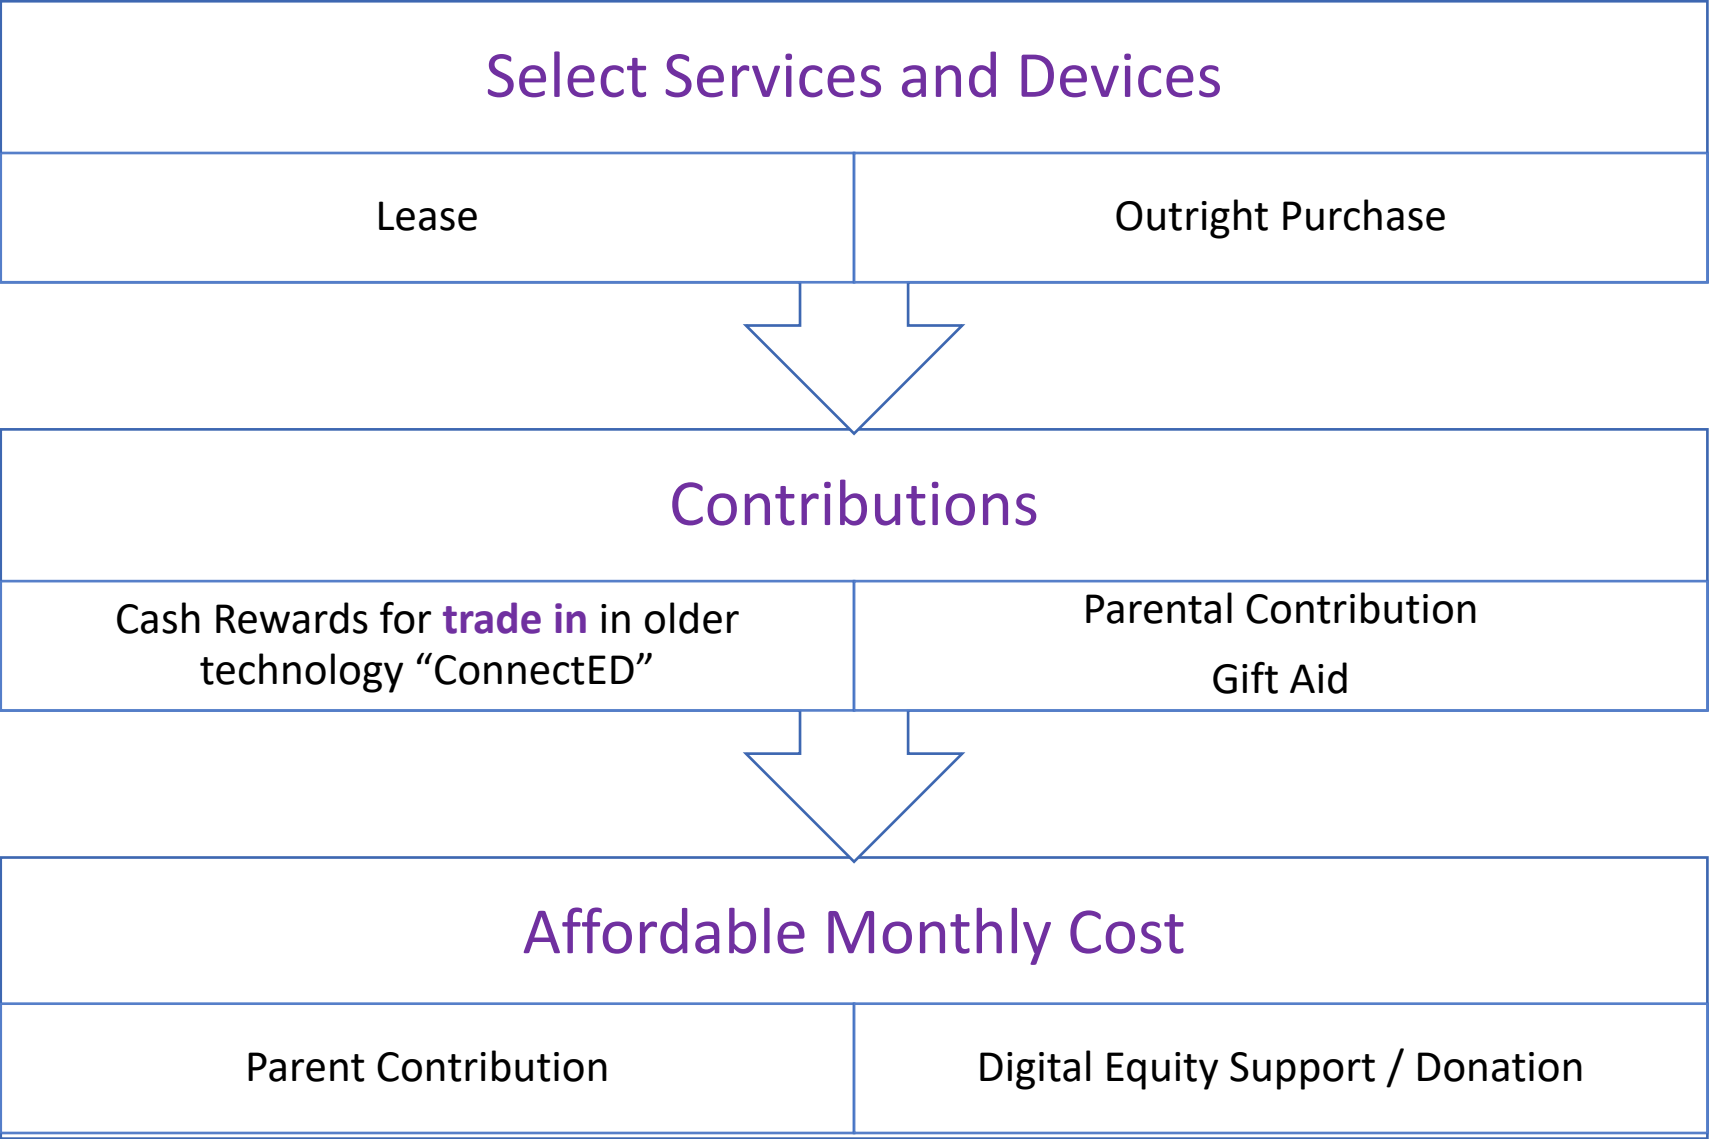 Select Services and Devices
Lease
Outright Purchase
Contributions
Cash Rewards for trade in in older
technology “ConnectED”
Parental Contribution
Gift Aid
Affordable Monthly Cost
Parent Contribution
Digital Equity Support / Donation